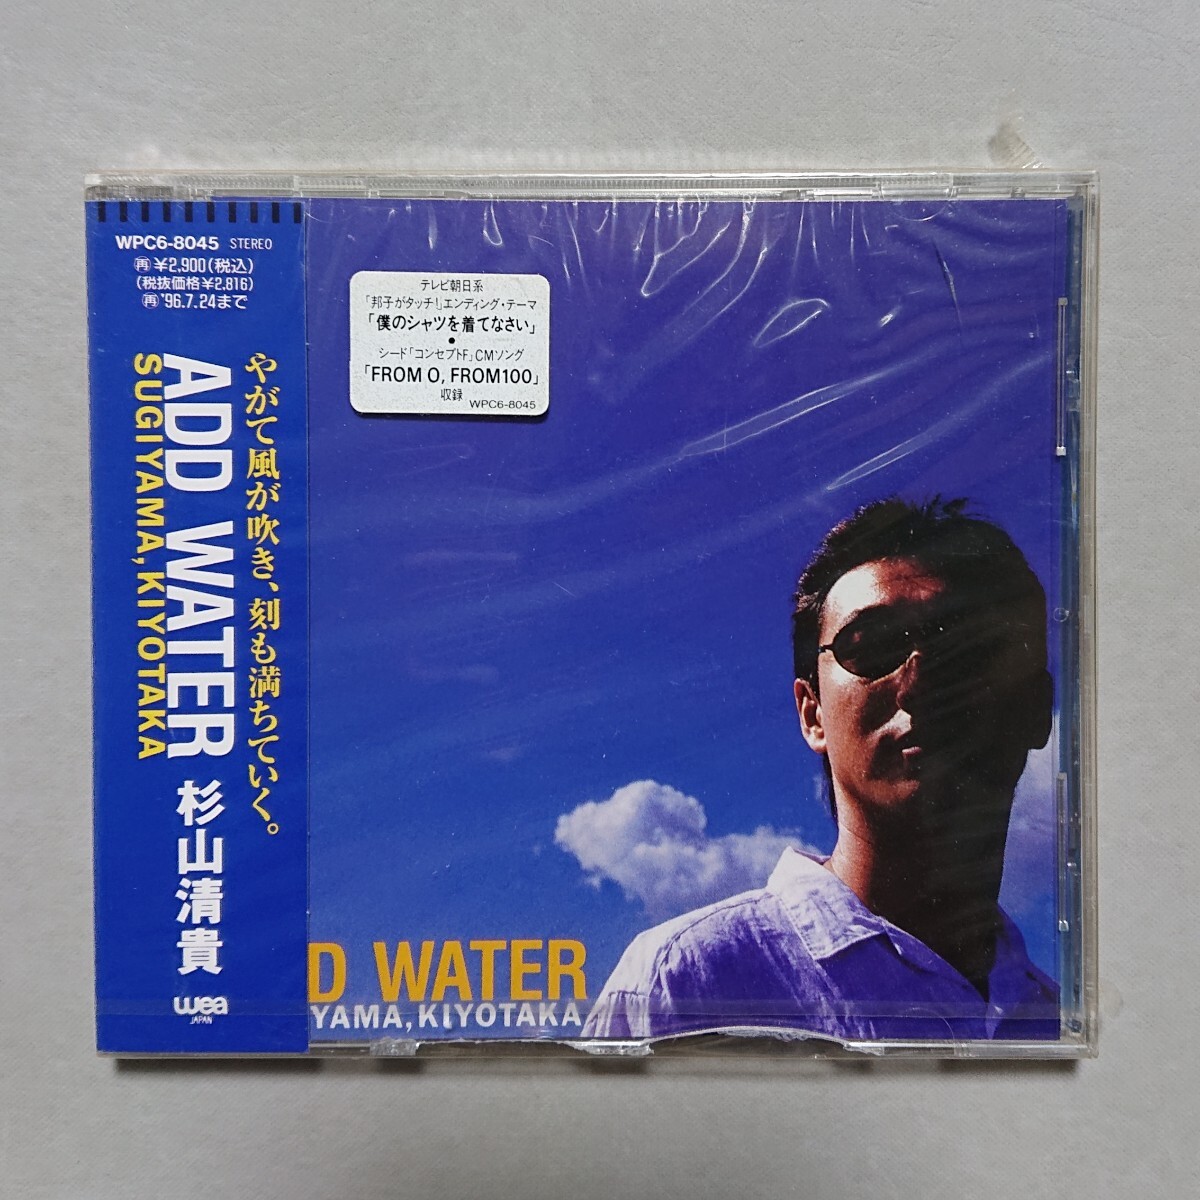 WPC6-8045 STEREO
再¥2,900(税込)
(税抜価格¥2,816)
再'96.7.24まで
やがて風が吹き、刻も満ちていく。
ADD WATER 杉山清貴
SUGIYAMA, KIYOTAKA
wea
JAPAN
テレビ朝日系
「邦子がタッチ!」エンディング・テーマ
「僕のシャツを着てなさい」
•
シード「コンセプトF」CMソング
「FROM 0, FROM100」
収録
WPC6-8045
D WATER
YAMA, KIYOTAKA